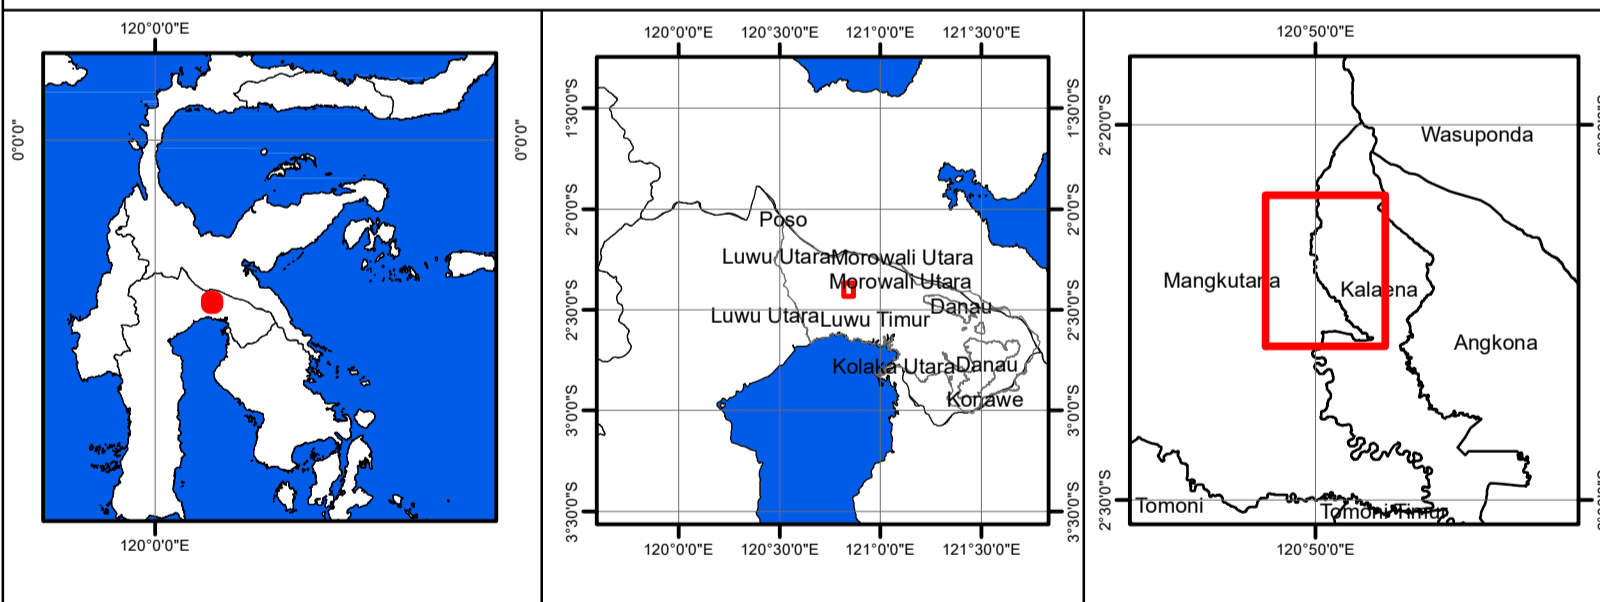 120°0'0"E
0°0'0"
0°0'0"
120°0'0"E
120°0'0"E 120°30'0"E 121°0'0"E 121°30'0"E
1°30'0"S
1°30'0"S
2°0'0"S
2°0'0"S
2°30'0"S
2°30'0"S
3°0'0"S
3°0'0"S
3°30'0"S
3°30'0"S
Poso
Luwu Utara
Morowali Utara
Morowali Utara
Danau
Luwu Utara
Luwu Timur
Kolaka Utara
Danau
Konawe
120°0'0"E 120°30'0"E 121°0'0"E 121°30'0"E
120°50'0"E
2°20'0"S
2°30'0"S
Wasuponda
Mangkutana
Kalaena
Angkona
Tomoni
Tomoni Timur
120°50'0"E